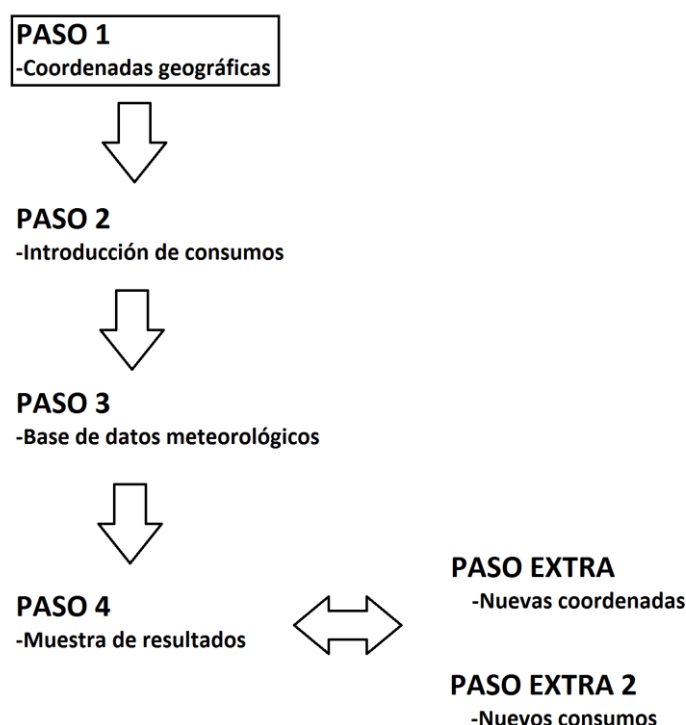 PASO 1
-Coordenadas geográficas
PASO 2
-Introducción de consumos
PASO 3
-Base de datos meteorológicos
PASO 4
-Muestra de resultados
PASO EXTRA
-Nuevas coordenadas
PASO EXTRA 2
-Nuevos consumos